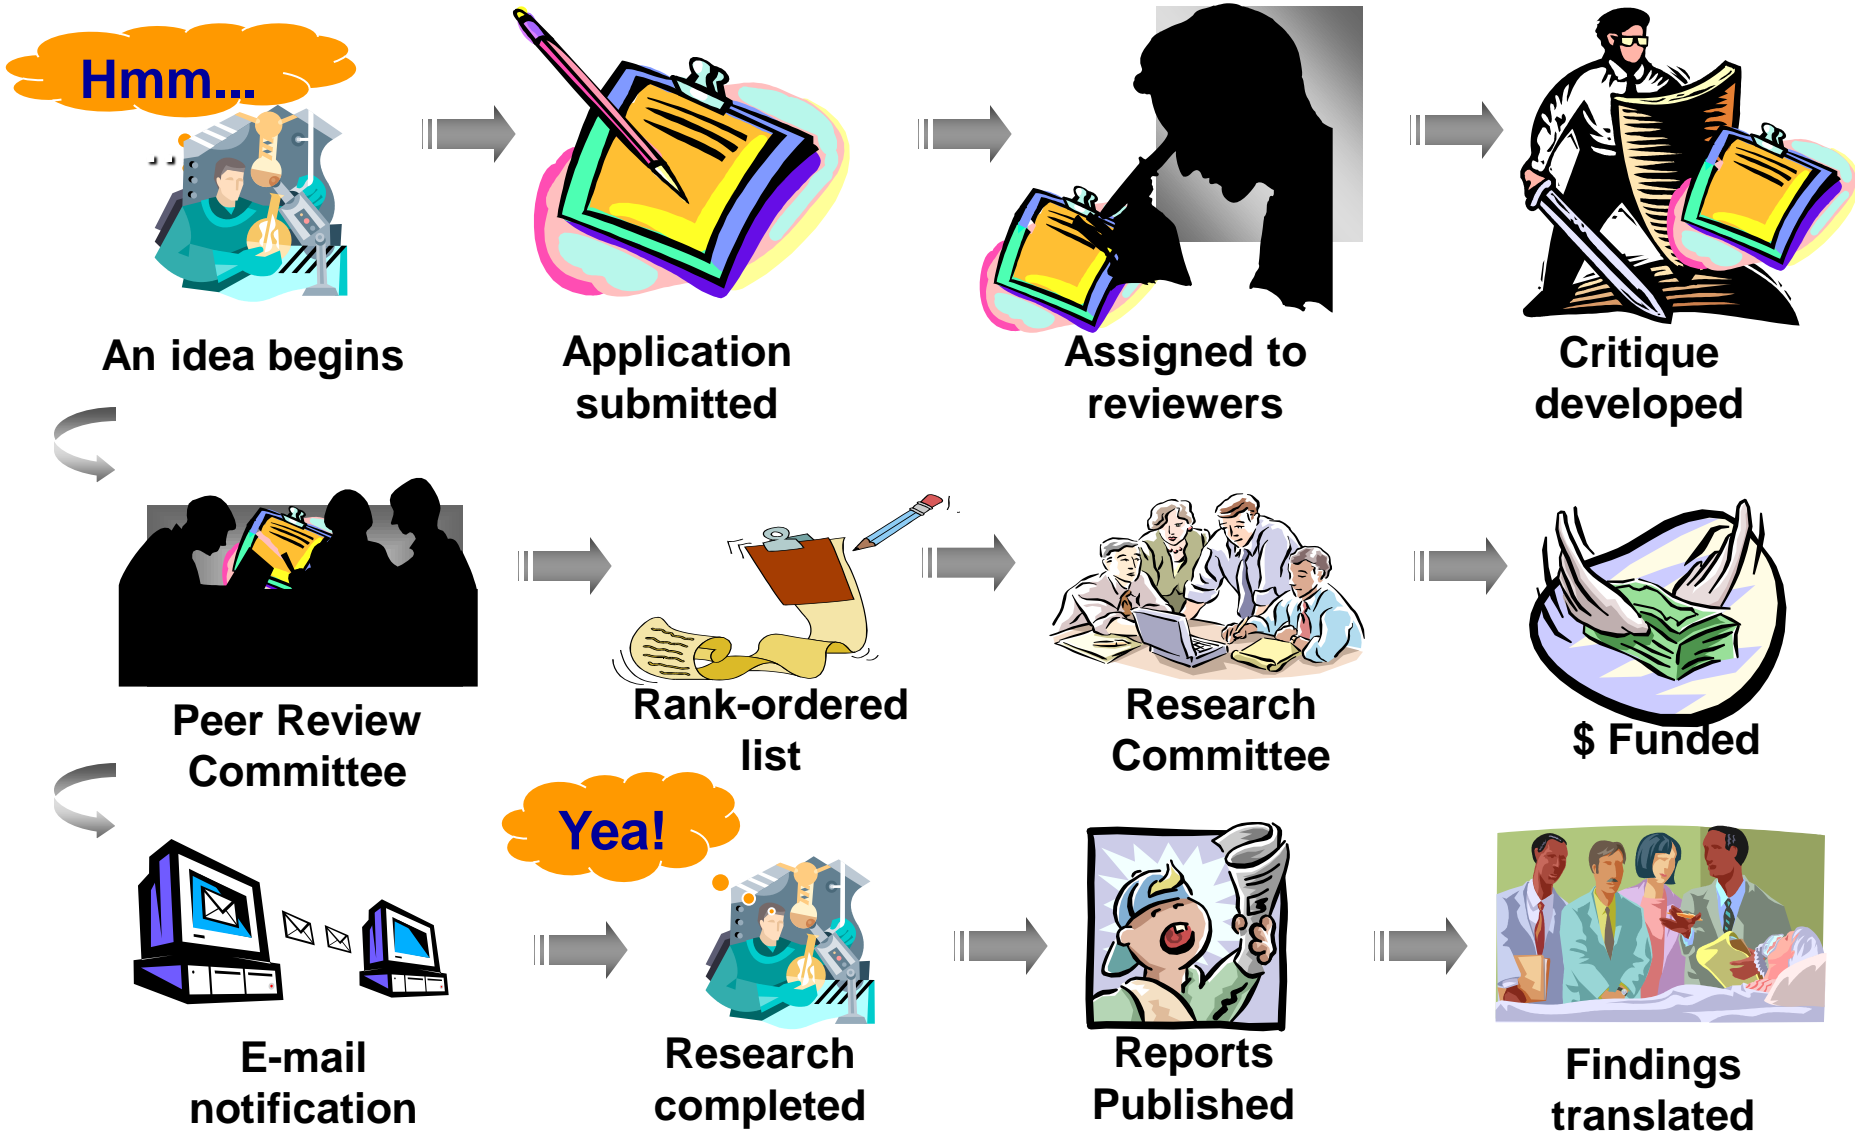 Hmm...
An idea begins
Application
submitted
Assigned to
reviewers
Critique
developed
Peer Review
Committee
Rank-ordered
list
Research
Committee
$ Funded
Yea!
E-mail
notification
Research
completed
Reports
Published
Findings
translated